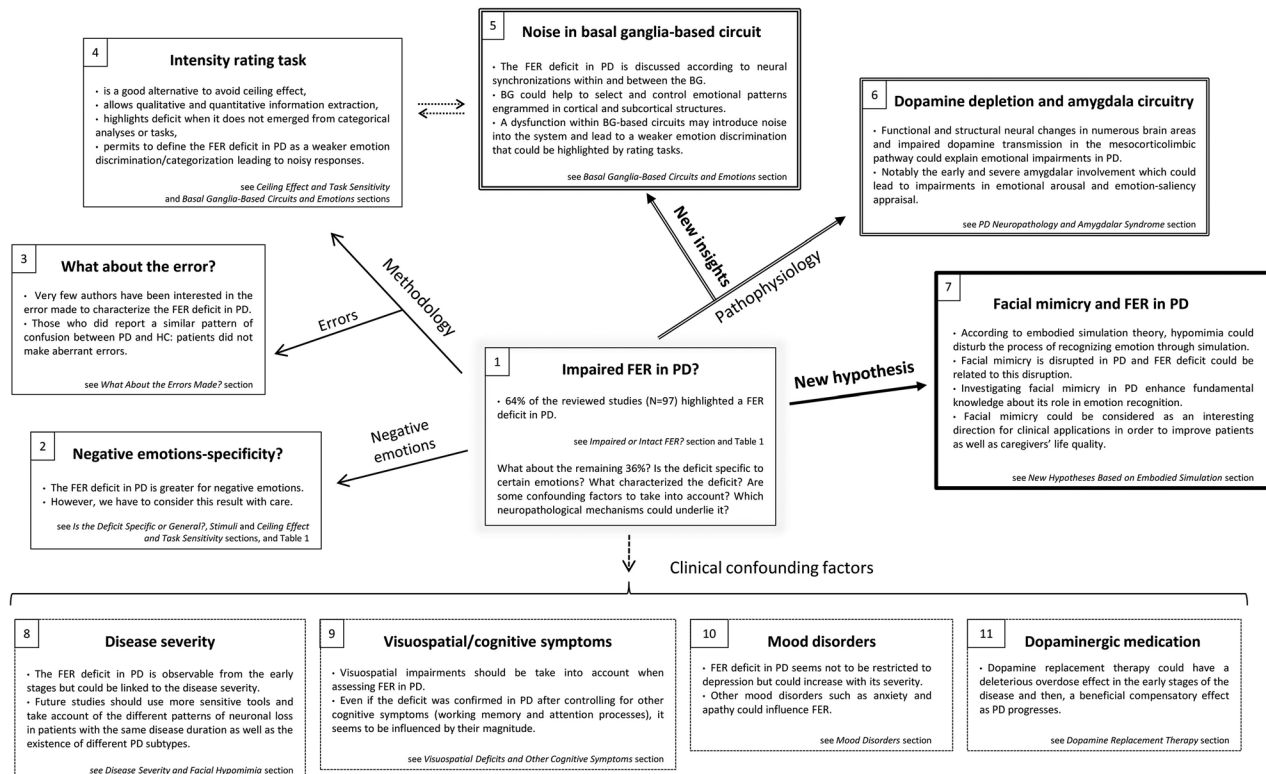 4
Intensity rating task
• is a good alternative to avoid ceiling effect,
• allows qualitative and quantitative information extraction,
• highlights deficit when it does not emerged from categorical
analyses or tasks,
• permits to define the FER deficit in PD as a weaker emotion
discrimination/categorization leading to noisy responses.
see Ceiling Effect and Task Sensitivity
and Basal Ganglia-Based Circuits and Emotions sections
5
Noise in basal ganglia-based circuit
• The FER deficit in PD is discussed according to neural
synchronizations within and between the BG.
• BG could help to select and control emotional patterns
engrammed in cortical and subcortical structures.
• A dysfunction within BG-based circuits may introduce noise
into the system and lead to a weaker emotion discrimination
that could be highlighted by rating tasks.
see Basal Ganglia-Based Circuits and Emotions section
6
Dopamine depletion and amygdala circuitry
• Functional and structural neural changes in numerous brain areas
and impaired dopamine transmission in the mesocorticolimbic
pathway could explain emotional impairments in PD.
• Notably the early and severe amygdalar involvement which could
lead to impairments in emotional arousal and emotion-saliency
appraisal.
see PD Neuropathology and Amygdalar Syndrome section
3
What about the error?
• Very few authors have been interested in the
error made to characterize the FER deficit in PD.
• Those who did report a similar pattern of
confusion between PD and HC: patients did not
make aberrant errors.
see What About the Errors Made? section
Errors
Methodology
New insights
Pathophysiology
7
Facial mimicry and FER in PD
• According to embodied simulation theory, hypomimia could
disturb the process of recognizing emotion through simulation.
• Facial mimicry is disrupted in PD and FER deficit could be
related to this disruption.
• Investigating facial mimicry in PD enhance fundamental
knowledge about its role in emotion recognition.
• Facial mimicry could be considered as an interesting
direction for clinical applications in order to improve patients
as well as caregivers' life quality.
see New Hypotheses Based on Embodied Simulation section
New hypothesis
1
Impaired FER in PD?
• 64% of the reviewed studies (N=97) highlighted a FER
deficit in PD.
see Impaired or Intact FER? section and Table 1
What about the remaining 36%? Is the deficit specific to
certain emotions? What characterized the deficit? Are
some confounding factors to take into account? Which
neuropathological mechanisms could underlie it?
Negative
emotions
2
Negative emotions-specificity?
• The FER deficit in PD is greater for negative emotions.
• However, we have to consider this result with care.
see Is the Deficit Specific or General?, Stimuli and Ceiling Effect
and Task Sensitivity sections, and Table 1
Clinical confounding factors
8
Disease severity
• The FER deficit in PD is observable from the early
stages but could be linked to the disease severity.
• Future studies should use more sensitive tools and
take account of the different patterns of neuronal loss
in patients with the same disease duration as well as the
existence of different PD subtypes.
see Disease Severity and Facial Hypomimia section
9
Visuospatial/cognitive symptoms
• Visuospatial impairments should be take into account when
assessing FER in PD.
• Even if the deficit was confirmed in PD after controlling for other
cognitive symptoms (working memory and attention processes), it
seems to be influenced by their magnitude.
see Visuospatial Deficits and Other Cognitive Symptoms section
10
Mood disorders
• FER deficit in PD seems not to be restricted to
depression but could increase with its severity.
• Other mood disorders such as anxiety and
apathy could influence FER.
see Mood Disorders section
11
Dopaminergic medication
• Dopamine replacement therapy could have a
deleterious overdose effect in the early stages of the
disease and then, a beneficial compensatory effect
as PD progresses.
see Dopamine Replacement Therapy section